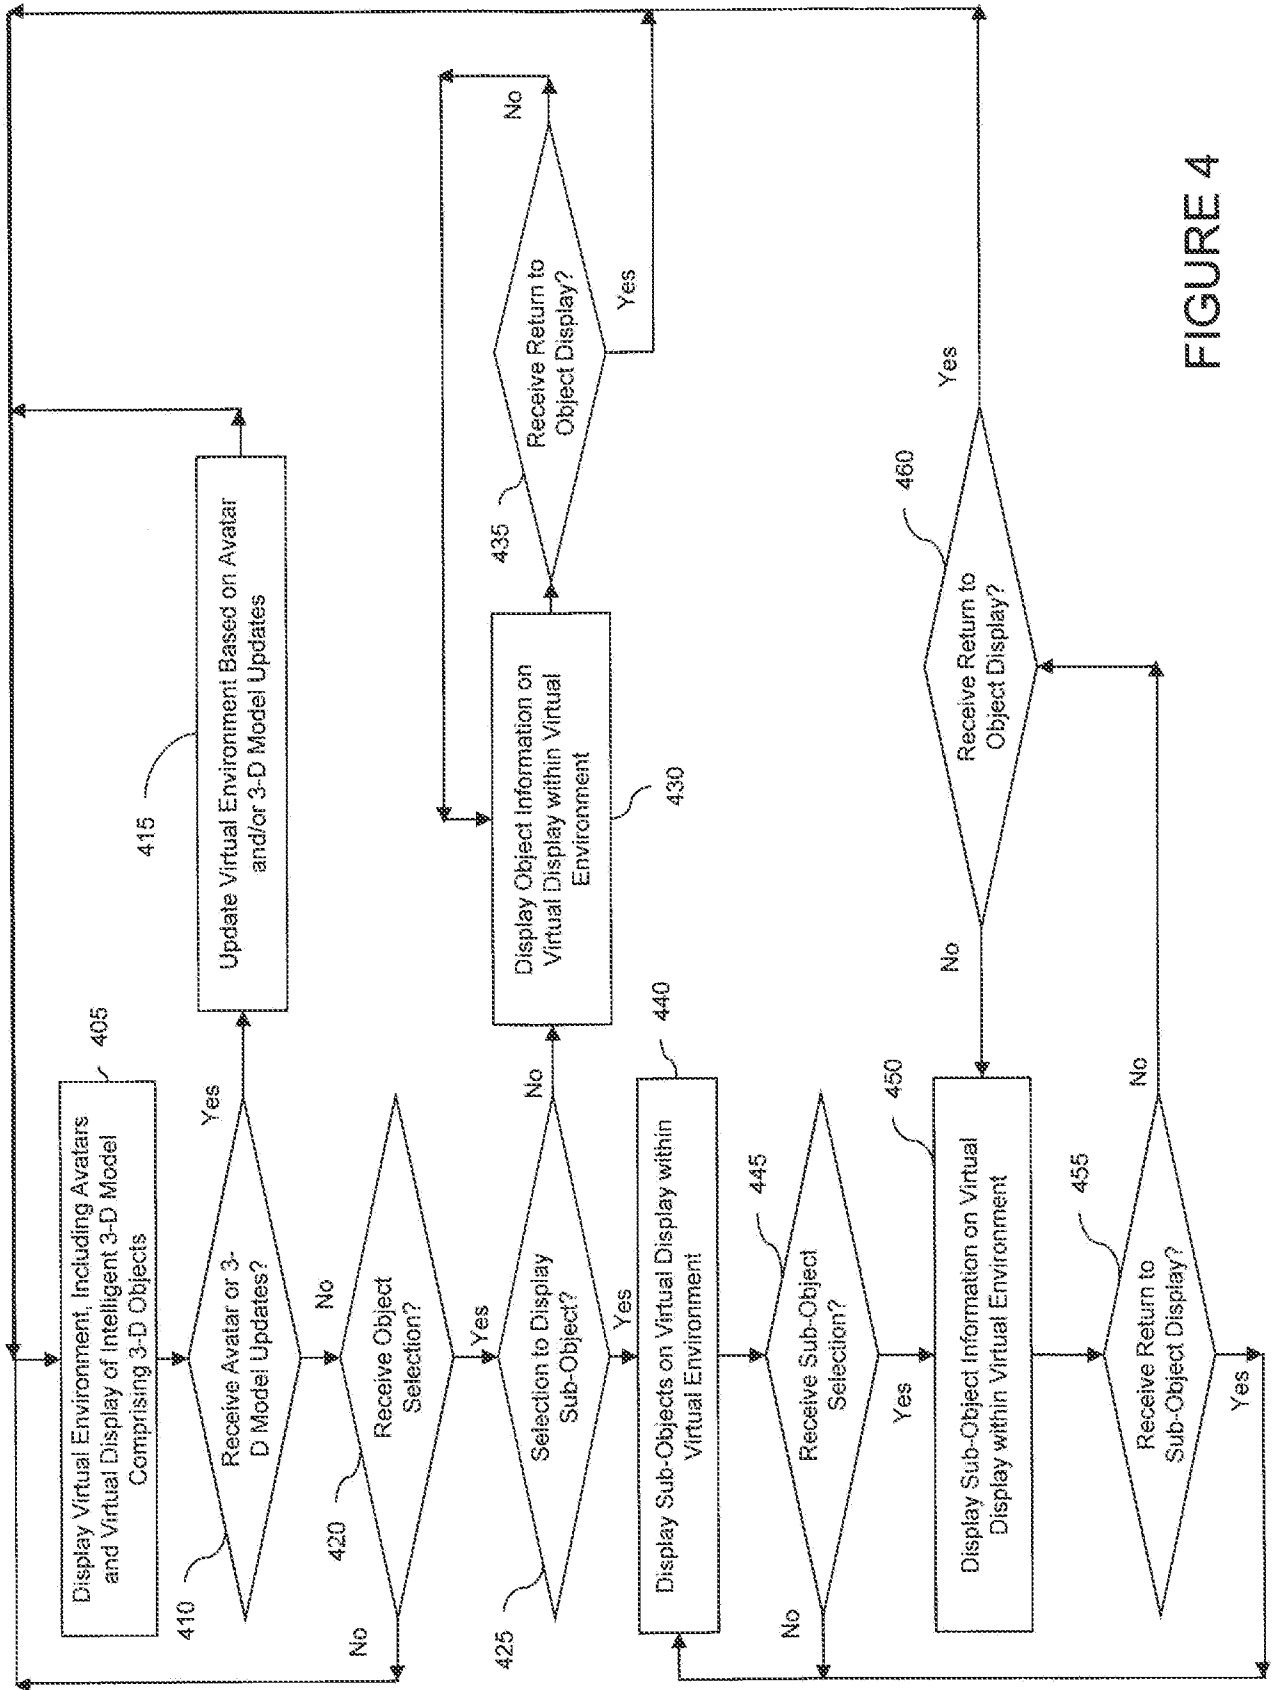 405
Display Virtual Environment, Including Avatars
and Virtual Display of Intelligent 3-D Model
Comprising 3-D Objects
410
Receive Avatar or 3-
D Model Updates?
Yes
No
415
Update Virtual Environment Based on Avatar
and/or 3-D Model Updates
420
Receive Object
Selection?
No
Yes
425
Selection to Display
Sub-Object?
No
Yes
Display Object Information on
Virtual Display within Virtual
Environment
430
435
Receive Return to
Object Display?
No
Yes
440
Display Sub-Objects on Virtual Display within
Virtual Environment
445
Receive Sub-Object
Selection?
No
Yes
450
Display Sub-Object Information on Virtual
Display within Virtual Environment
455
Receive Return to
Sub-Object Display?
No
Yes
460
Receive Return to
Object Display?
No
Yes
FIGURE 4